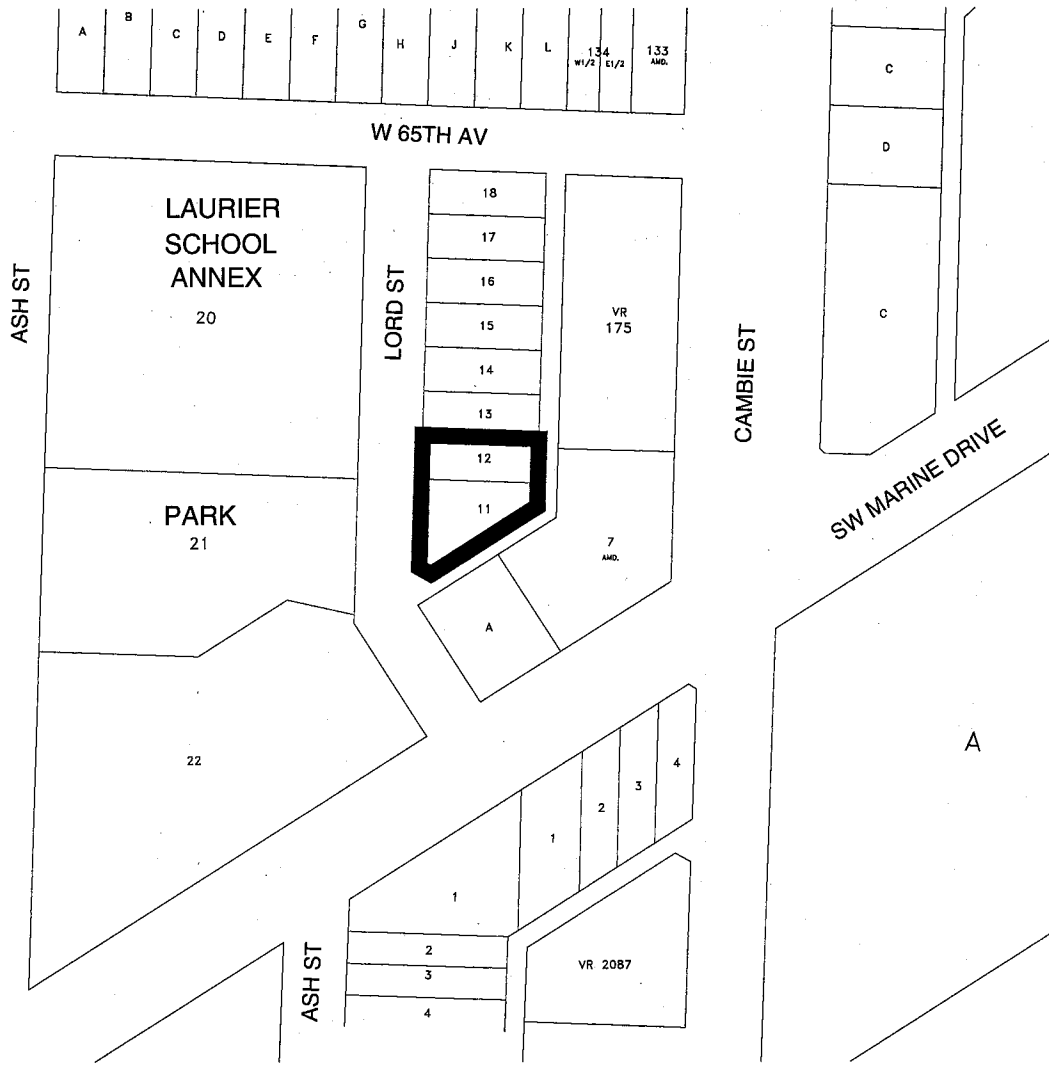 A
B
C
D
E
F
G
H
J
K
L
134
W1/2 E1/2
133
AMD.
C
W 65TH AV
D
LAURIER
SCHOOL
ANNEX
20
ASH ST
LORD ST
18
17
16
15
14
13
12
11
VR
175
CAMBIE ST
C
SW MARINE DRIVE
PARK
21
7
AMD.
A
22
A
1
2
3
4
1
2
3
4
ASH ST
VR 2087